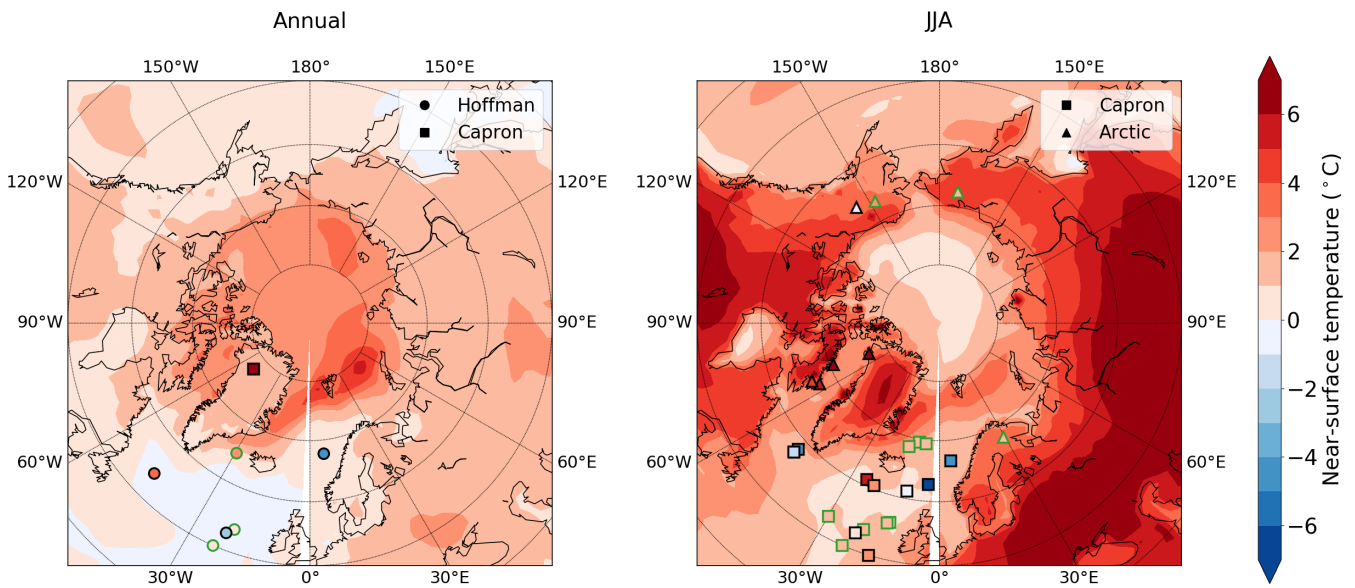 Annual
JJA
150°W 180° 150°E
150°W 180° 150°E
Hoffman
Capron
Capron
Arctic
120°W
120°E
120°W
120°E
90°W
90°E
90°W
90°E
60°W
60°E
60°W
60°E
30°W 0° 30°E
30°W 0° 30°E
6
4
2
0
−2
−4
−6
Near-surface temperature (°C)